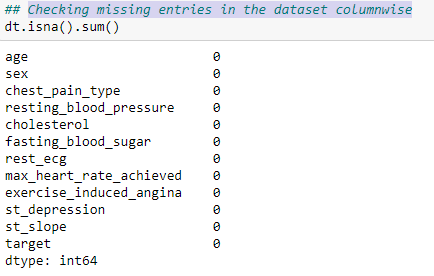 ## Checking missing entries in the dataset columnwise
dt.isna().sum()
age 0
sex 0
chest_pain_type 0
resting_blood_pressure 0
cholesterol 0
fasting_blood_sugar 0
rest_ecg 0
max_heart_rate_achieved 0
exercise_induced_angina 0
st_depression 0
st_slope 0
target 0
dtype: int64